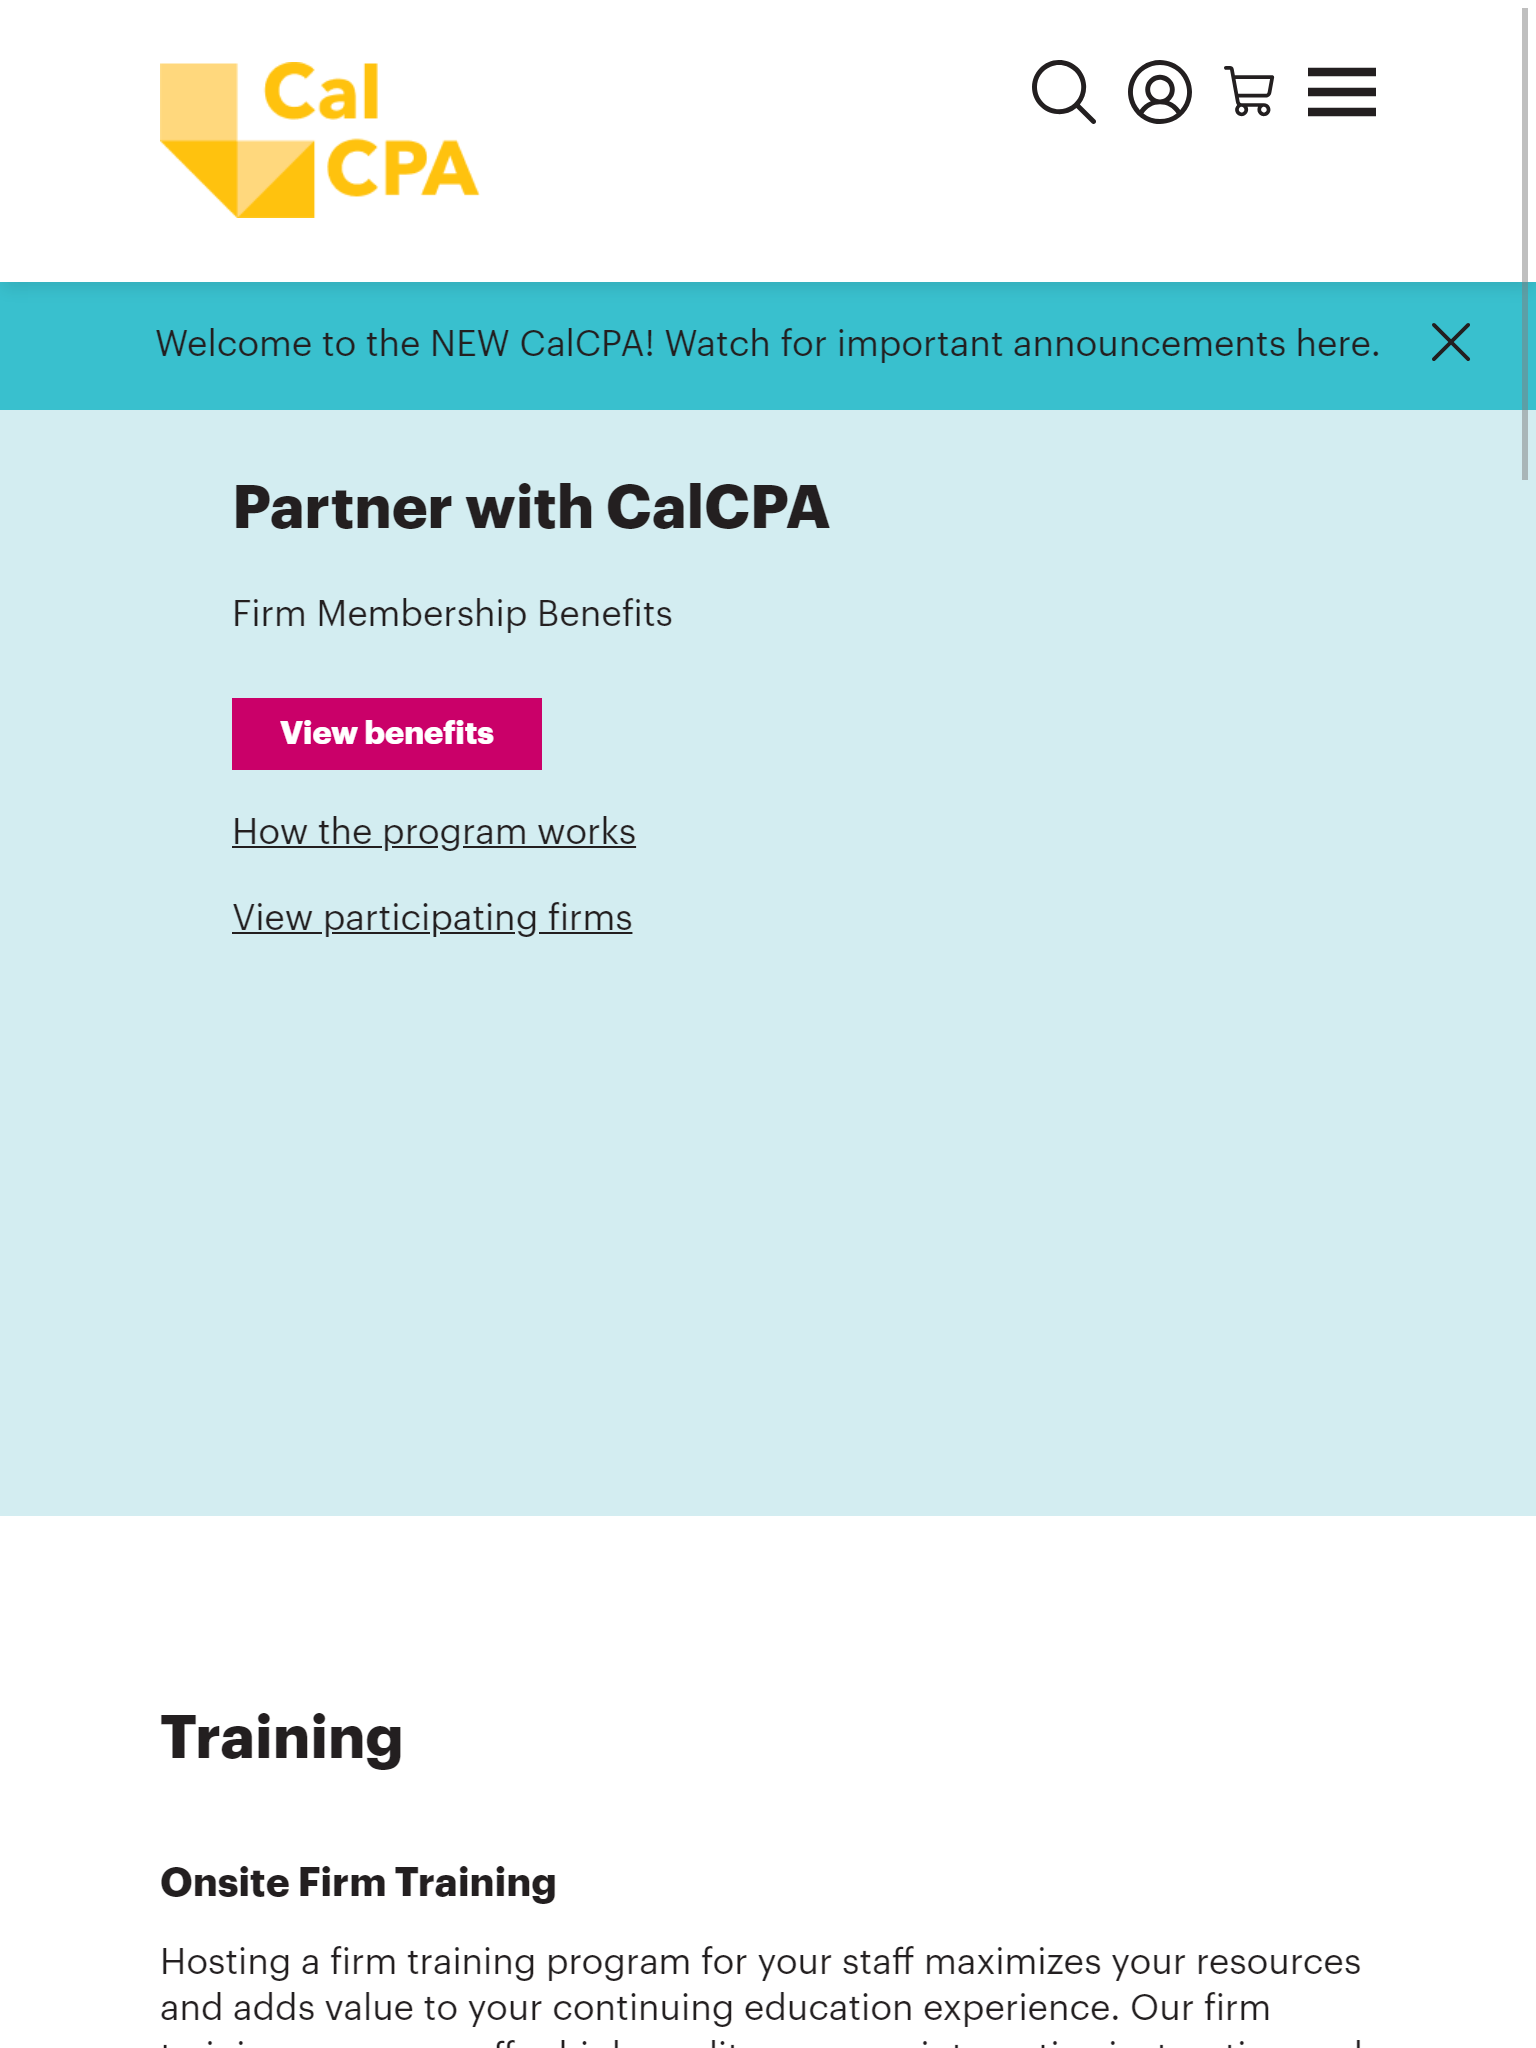 Cal
CPA
Welcome to the NEW CalCPA! Watch for important announcements here.
Partner with CalCPA
Firm Membership Benefits
View benefits
How the program works
View participating firms
Training
Onsite Firm Training
Hosting a firm training program for your staff maximizes your resources
and adds value to your continuing education experience. Our firm